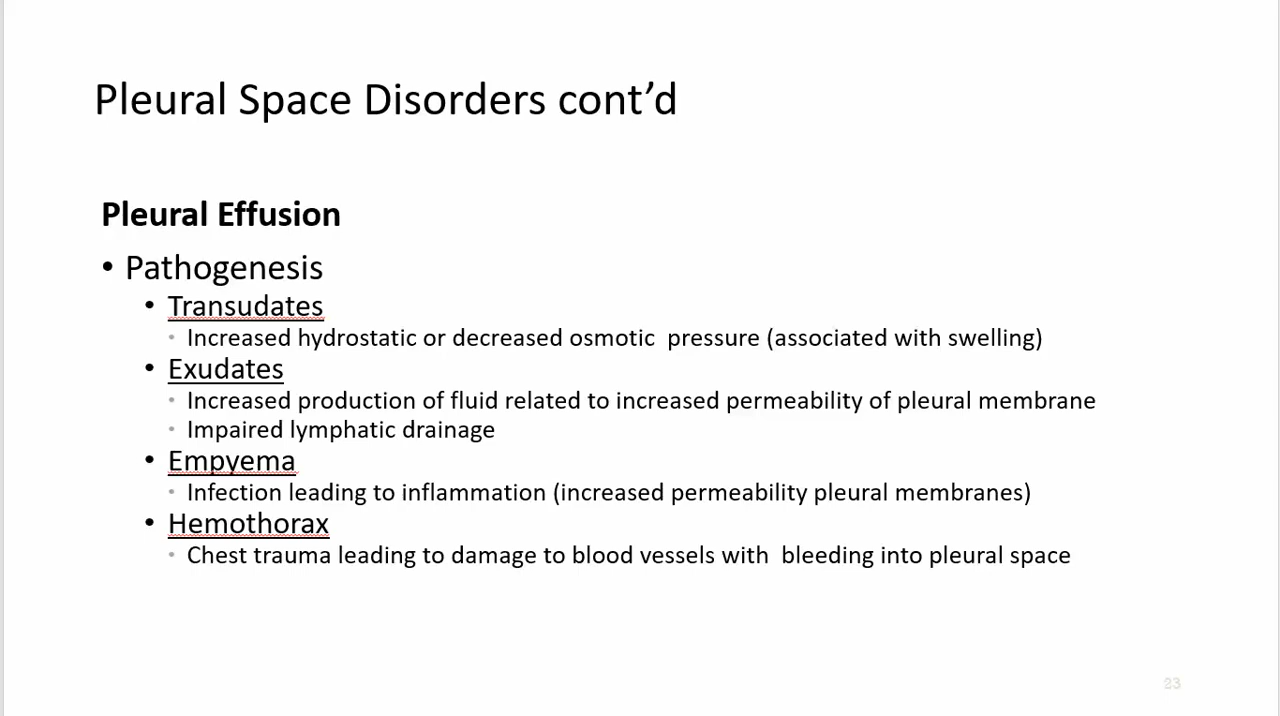 Pleural Space Disorders cont’d
Pleural Effusion
• Pathogenesis
• Transudates
• Increased hydrostatic or decreased osmotic  pressure (associated with swelling)
• Exudates
• Increased production of fluid related to increased permeability of pleural membrane
• Impaired lymphatic drainage
• Empyema
• Infection leading to inflammation (increased permeability pleural membranes)
• Hemothorax
• Chest trauma leading to damage to blood vessels with  bleeding into pleural space
23